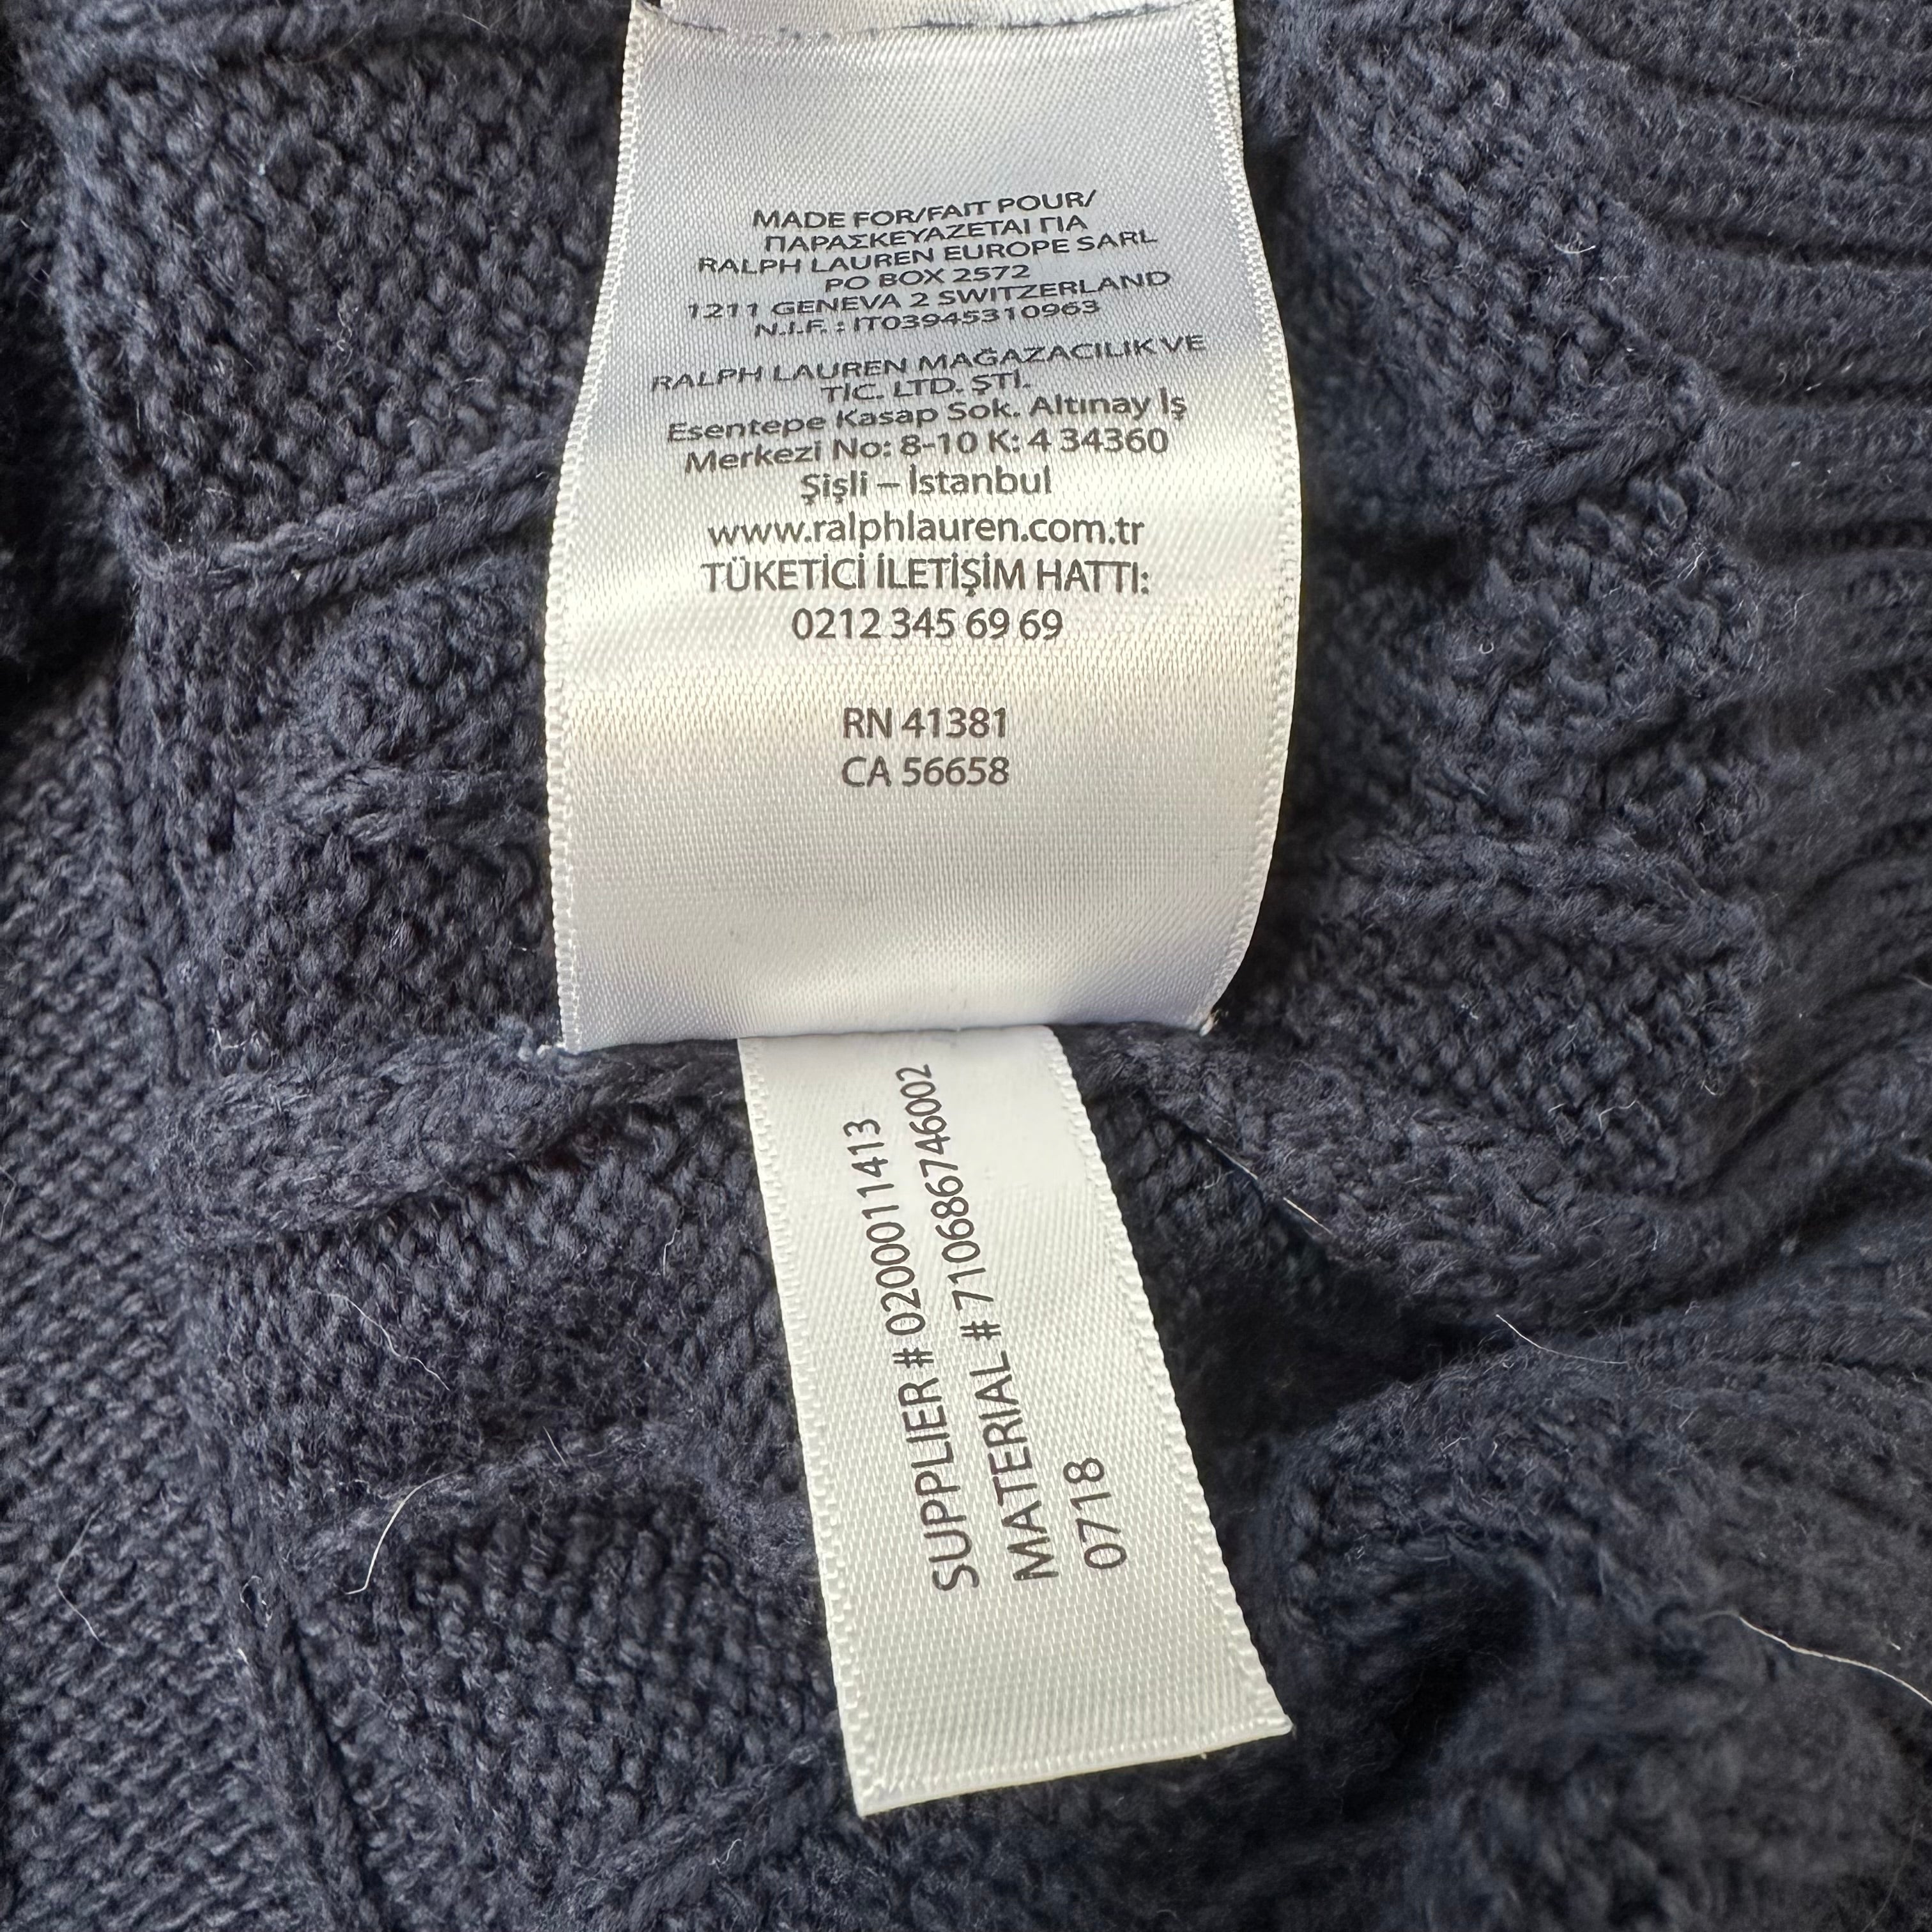 MADE FOR/FAIT POUR/
ΠΑΡΑΣΚΕΥΑΖΕΤΑΙ ΓΙΑ
RALPH LAUREN EUROPE SARL
PO BOX 2572
1211 GENEVA 2 SWITZERLAND
N.I.F. : IT03945310963
RALPH LAUREN MAĞAZACILIK VE
TİC. LTD. ŞTİ.
Esentepe Kasap Sok. Altınay İş
Merkezi No: 8-10 K: 4 34360
Şişli – İstanbul
www.ralphlauren.com.tr
TÜKETİCİ İLETİŞİM HATTI:
0212 345 69 69
RN 41381
CA 56658
SUPPLIER # 0200011413
MATERIAL # 710686746002
0718